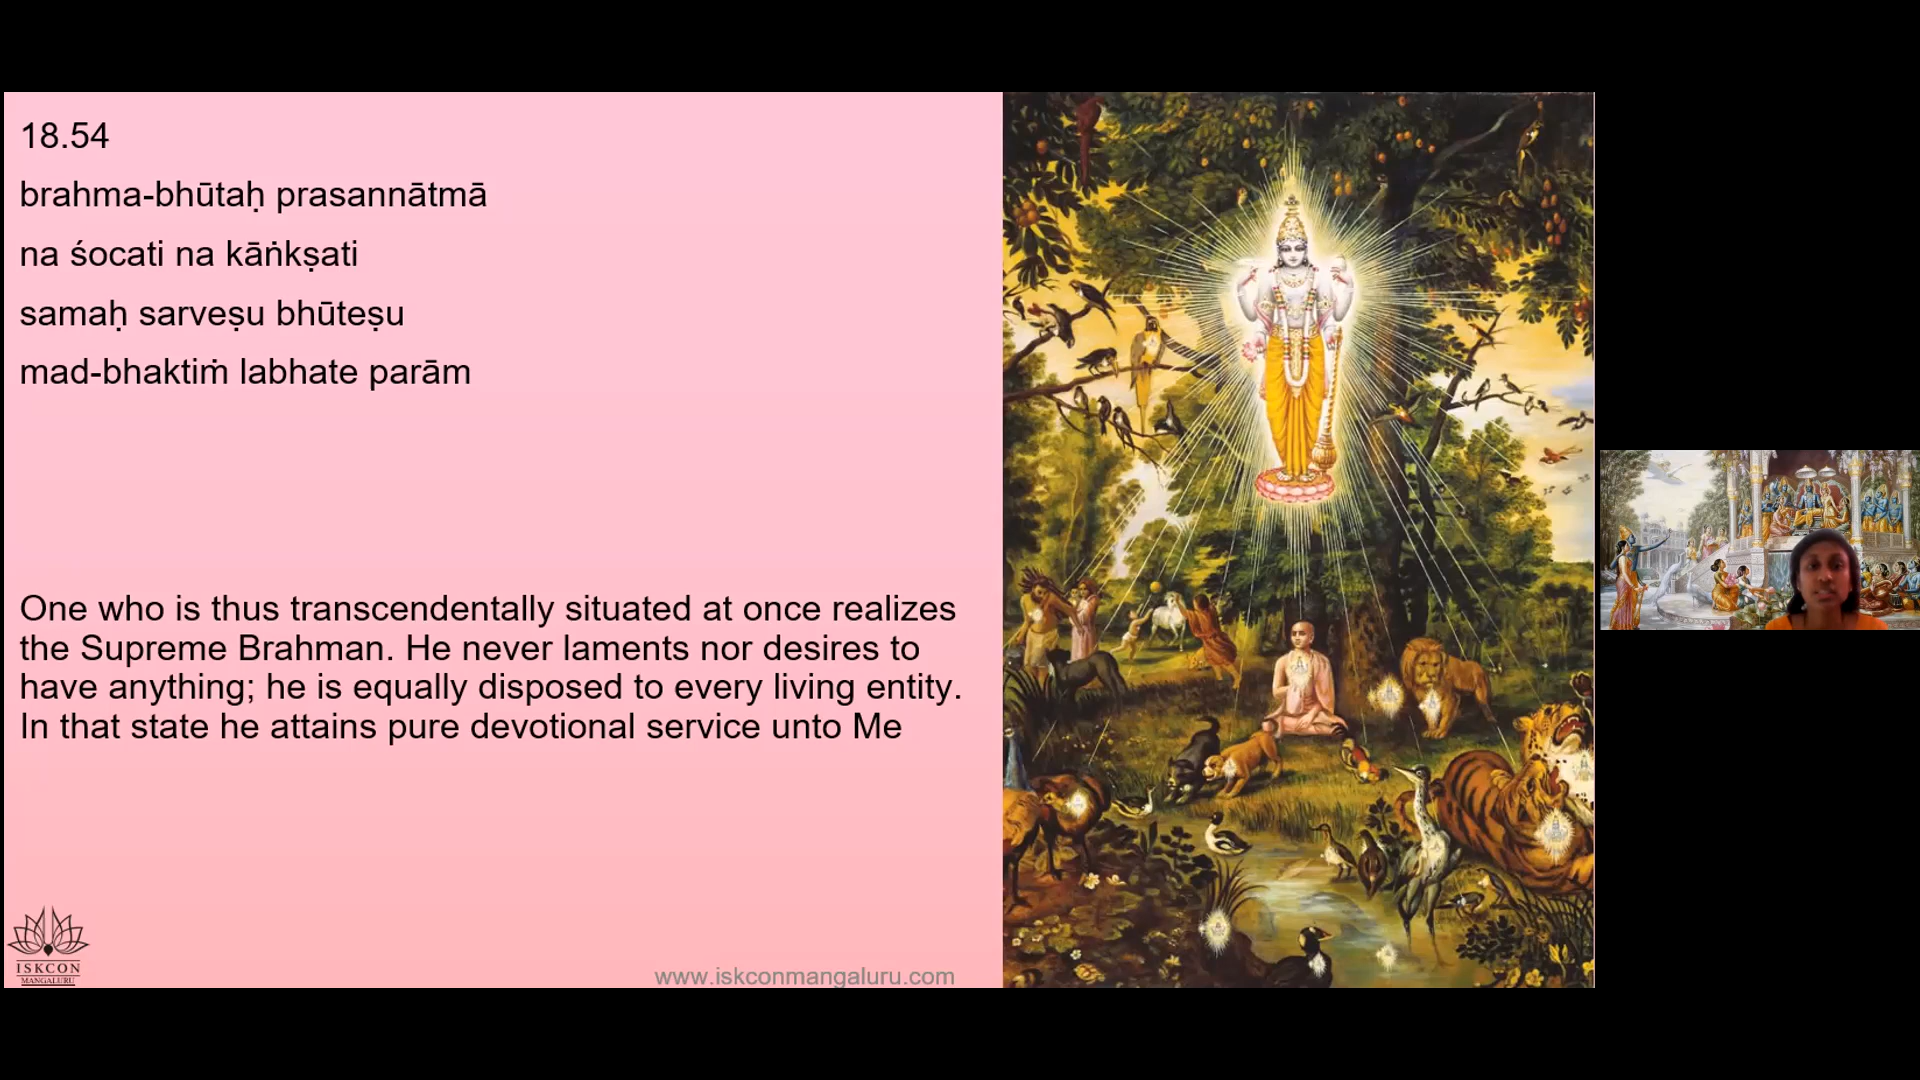 18.54
brahma-bhūtaḥ prasannātmā
na śocati na kāṅkṣati
samaḥ sarveṣu bhūteṣu
mad-bhaktiṁ labhate parām
One who is thus transcendentally situated at once realizes
the Supreme Brahman. He never laments nor desires to
have anything; he is equally disposed to every living entity.
In that state he attains pure devotional service unto Me
ISKCON
MANGALURU
www.iskconmangaluru.com